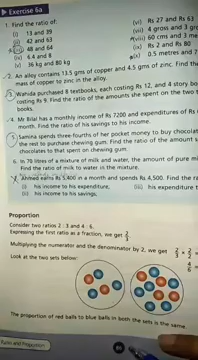 Exercise 6a
1. Find the ratio of:
(i) 13 and 39
(ii) 42 and 63
(iii) 48 and 64
(ix) 6.4 and 8
36 kg and 80 kg
(vi) Rs 27 and Rs 63
(vii) 4 gross and 3 gr
(viii) 60 cms and 3 me
(ix) Rs 2 and Rs 80
(x) 0.5 metres and 7
2. An alloy contains 13.5 gms of copper and 4.5 gms of zinc. Find the
mass of copper to zinc in the alloy.
3. Wahida purchased 8 textbooks, each costing Rs 12, and 4 story bo
costing Rs 9. Find the ratio of the amounts she spent on the two t
books.
4. Mr Bilal has a monthly income of Rs 7200 and expenditures of Rs
month. Find the ratio of his savings to his income.
5. Samina spends three-fourths of her pocket money to buy chocolat
the rest to purchase chewing gum. Find the ratio of the amount s
chocolates to that spent on chewing gum.
6. In 70 litres of a mixture of milk and water, the amount of pure m
Find the ratio of milk to water in the mixture.
7. Ahmed earns Rs 5,400 in a month and spends Rs 4,500. Find the ra
(i) his income to his expenditure;
(ii) his income to his savings;
(iii) his expenditure t
Proportion
Consider two ratios 2 : 3 and 4 : 6.
Expressing the first ratio as a fraction, we get 2/3
Multiplying the numerator and the denominator by 2, we get 2/3 × 2/2 =
4/6 =
Look at the two sets below:
The proportion of red balls to blue balls in both the sets is the same
Ratio and Proportion